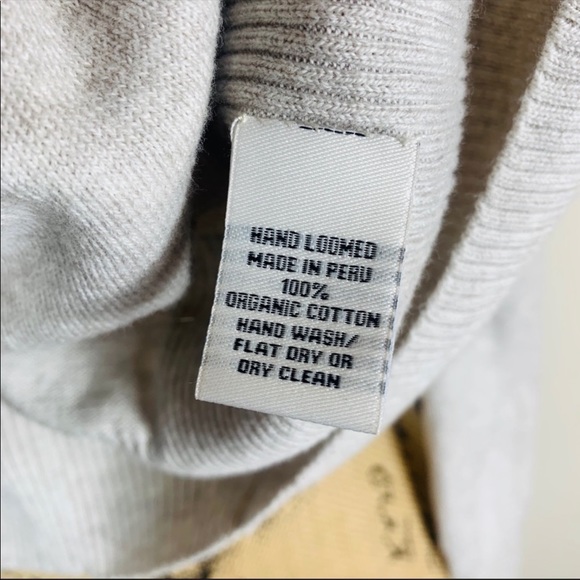 HAND LOOMED
MADE IN PERU
100%
ORGANIC COTTON
HAND WASH/
FLAT DRY OR
DRY CLEAN